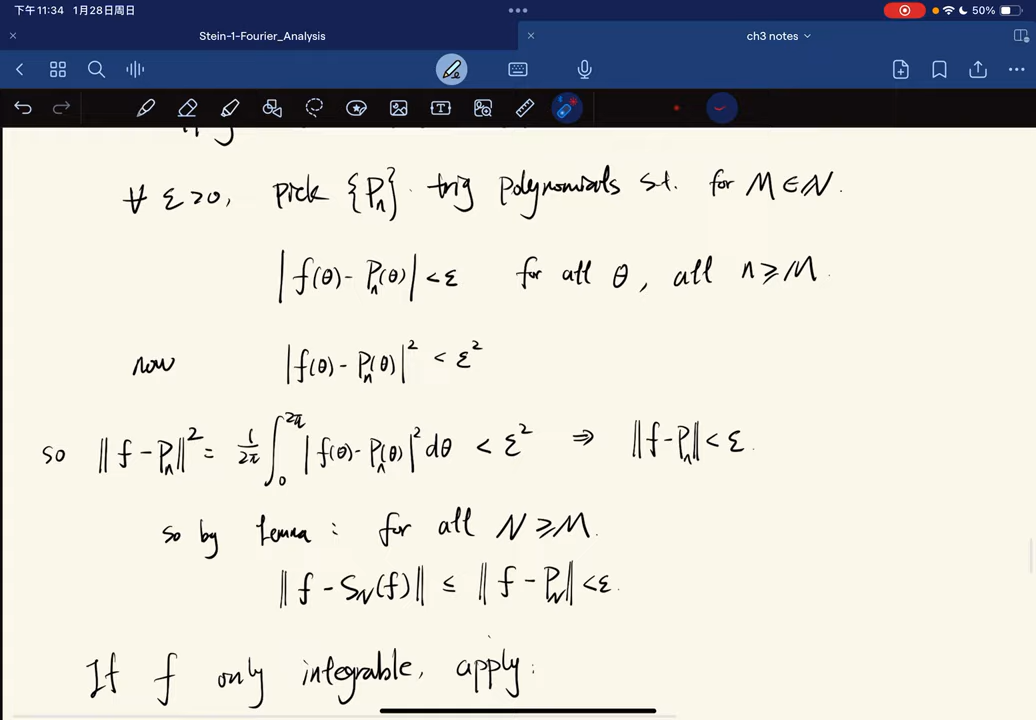 下午11:34 1月28日周日
50%
Stein-1-Fourier_Analysis
ch3 notes
∀ ε>0, pick {Pₙ}. trig polynomials s.t. for M∈N.
|f(θ) - Pₙ(θ)| < ε for all θ, all n≥M.
now |f(θ) - Pₙ(θ)|² < ε²
so ‖f - Pₙ‖² = 1/2π ∫₀^2π |f(θ) - Pₙ(θ)|² dθ < ε² ⇒ ‖f - Pₙ‖ < ε.
so by Lemma : for all N≥M.
‖f - S_N(f)‖ ≤ ‖f - P_N‖ < ε.
If f only integrable, apply :